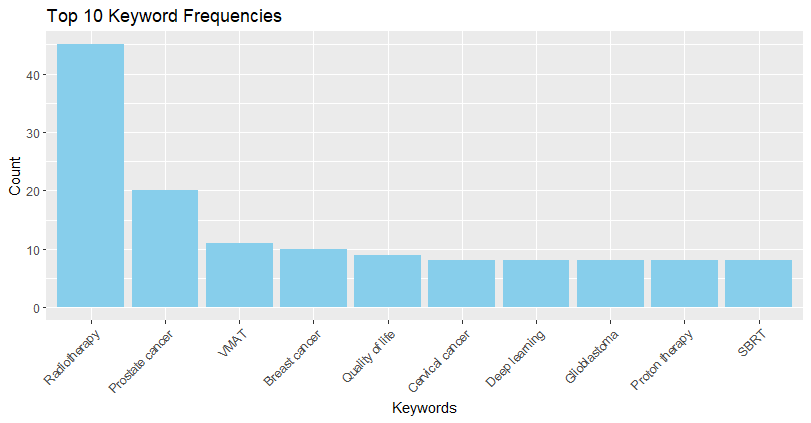 Top 10 Keyword Frequencies
Count
40
30
20
10
0
Radiotherapy
Prostate cancer
VMAT
Breast cancer
Quality of life
Cervical cancer
Deep learning
Glioblastoma
Proton therapy
SBRT
Keywords